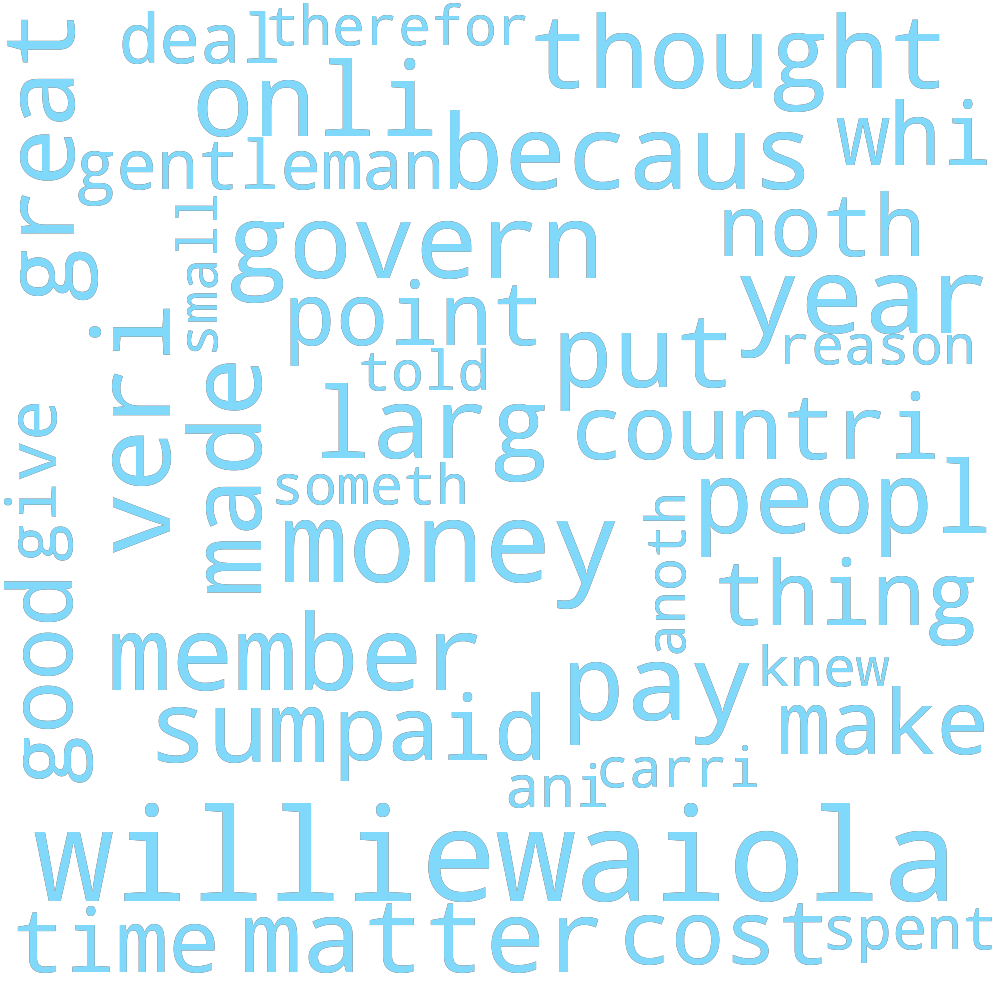 great
deal
therefor
thought
onli
gentleman
becaus
whi
small
govern
noth
year
point
put
reason
veri
told
made
larg
countri
give
someth
peopl
money
anoth
thing
good
member
pay
knew
sum
paid
make
ani
carri
williewaiola
time
matter
cost
spent